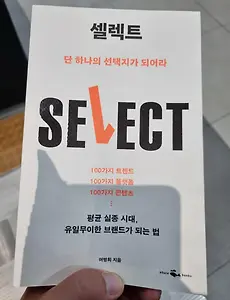 셀렉트
단 하나의 선택지가 되어라
SELECT
100가지 트렌드
100가지 플랫폼
100가지 콘텐츠
평균 실종 시대,
유일무이한 브랜드가 되는 법
지음